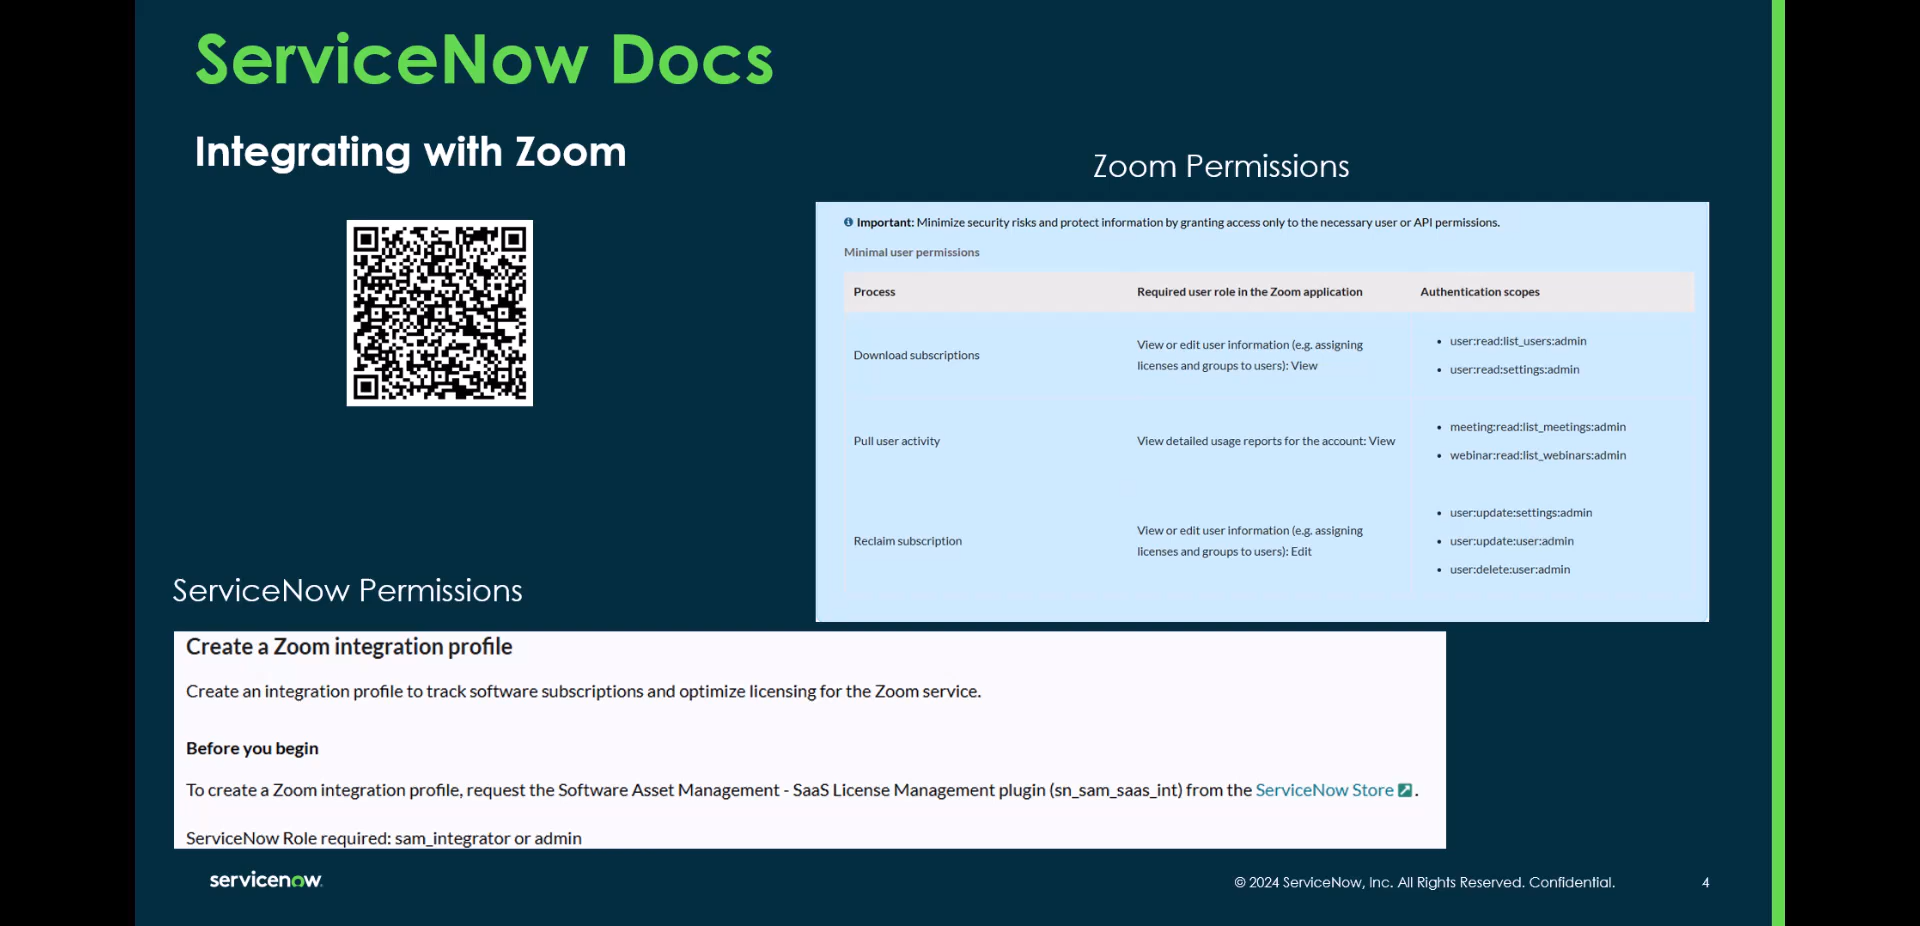 ServiceNow Docs
Integrating with Zoom
Zoom Permissions
Important: Minimize security risks and protect information by granting access only to the necessary user or API permissions.
Minimal user permissions
Process Required user role in the Zoom application Authentication scopes
Download subscriptions
View or edit user information (e.g. assigning
licenses and groups to users): View
• user:read:list_users:admin
• user:read:settings:admin
Pull user activity
View detailed usage reports for the account: View
• meeting:read:list_meetings:admin
• webinar:read:list_webinars:admin
Reclaim subscription
View or edit user information (e.g. assigning
licenses and groups to users): Edit
• user:update:settings:admin
• user:update:user:admin
• user:delete:user:admin
ServiceNow Permissions
Create a Zoom integration profile
Create an integration profile to track software subscriptions and optimize licensing for the Zoom service.
Before you begin
To create a Zoom integration profile, request the Software Asset Management - SaaS License Management plugin (sn_sam_saas_int) from the ServiceNow Store.
ServiceNow Role required: sam_integrator or admin
servicenow.
© 2024 ServiceNow, Inc. All Rights Reserved. Confidential.
4